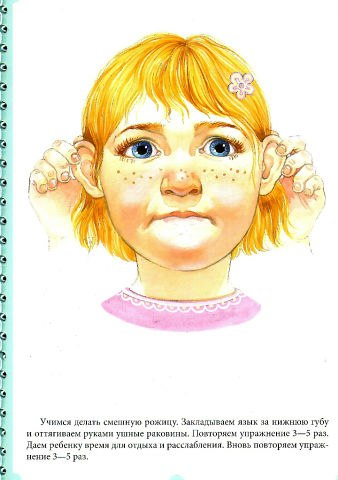 Учимся делать смешную рожицу. Закладываем язык за нижнюю губу
и оттягиваем руками ушные раковины. Повторяем упражнение 3—5 раз.
Даем ребенку время для отдыха и расслабления. Вновь повторяем упраж-
нение 3—5 раз.